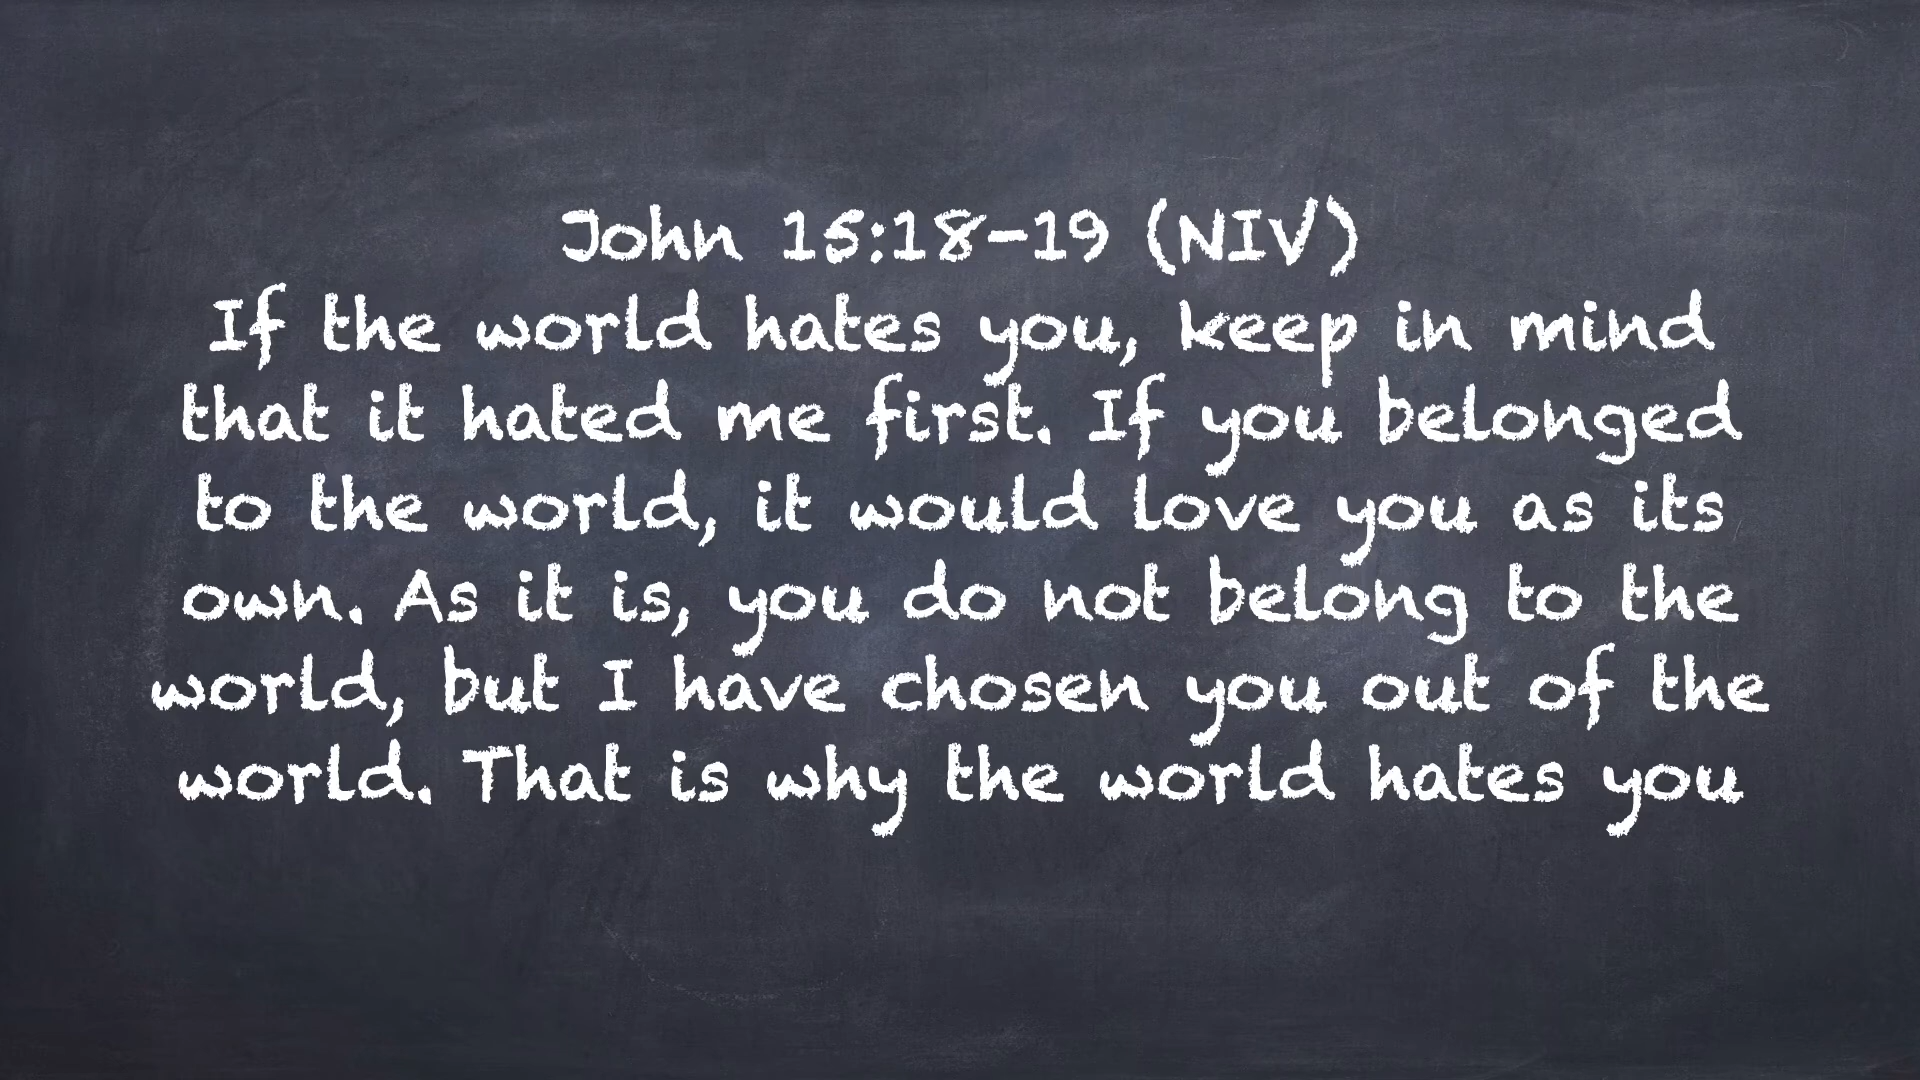 John 15:18-19 (NIV)
If the world hates you, keep in mind
that it hated me first. If you belonged
to the world, it would love you as its
own. As it is, you do not belong to the
world, but I have chosen you out of the
world. That is why the world hates you